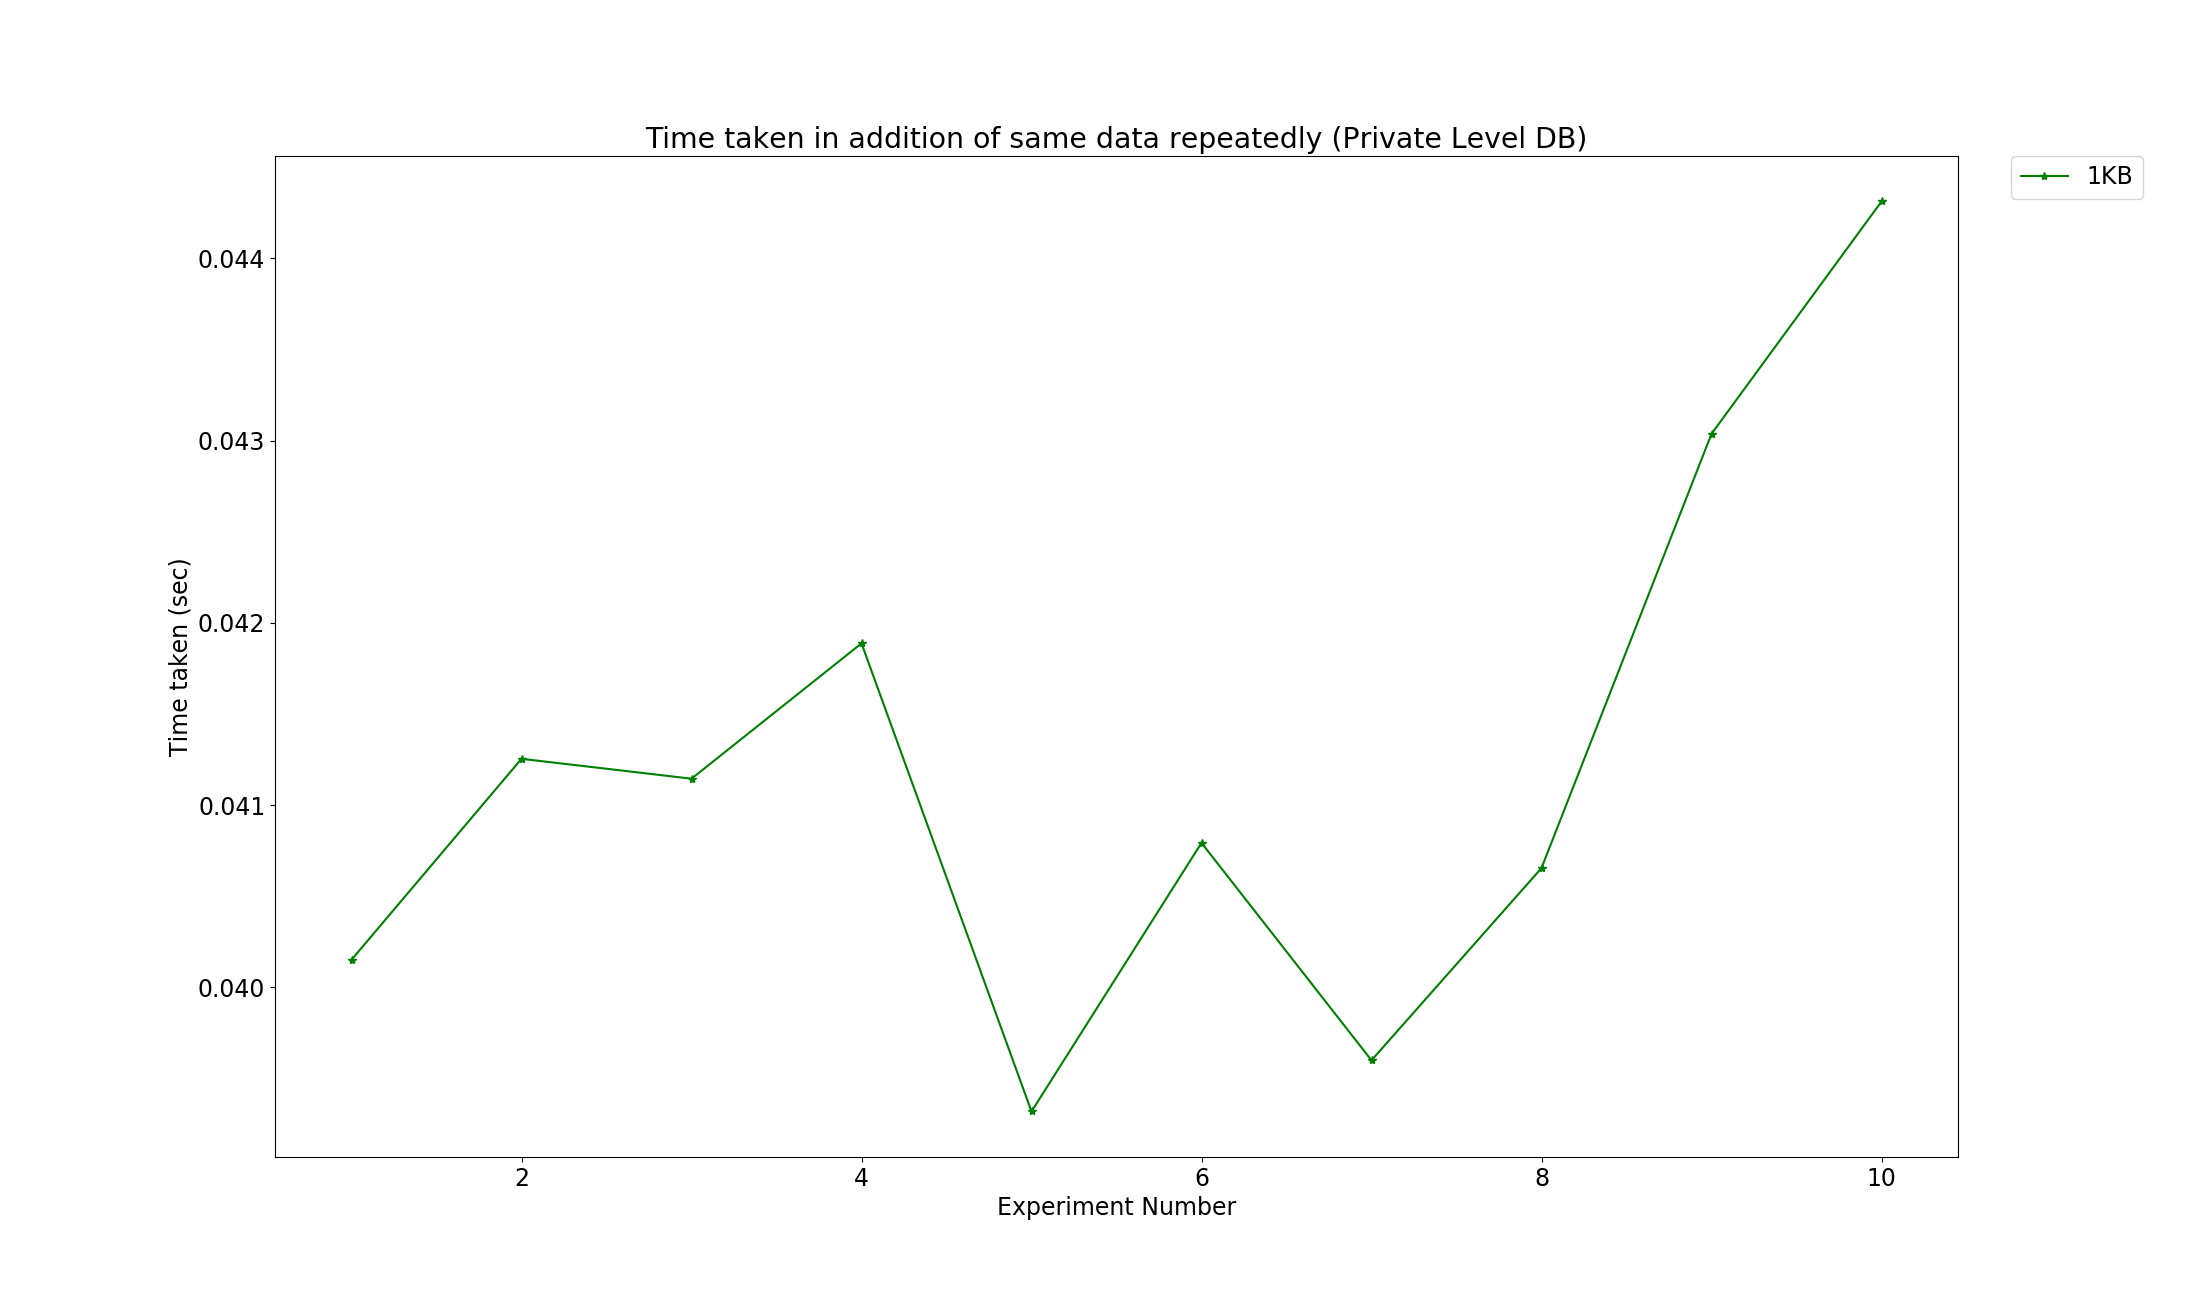 Time taken in addition of same data repeatedly (Private Level DB)
1KB
0.044
0.043
0.042
0.041
0.040
Time taken (sec)
2 4 6 8 10
Experiment Number